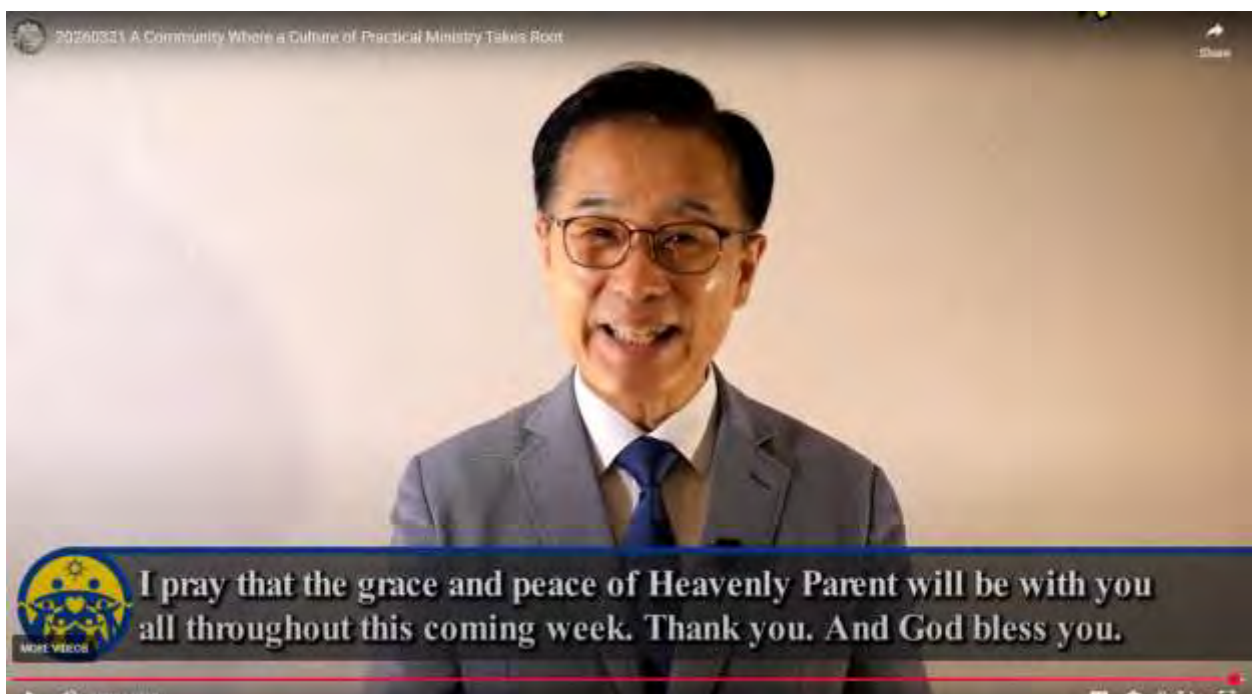 20260321 A Community Where a Culture of Practical Ministry Takes Root
Share
I pray that the grace and peace of Heavenly Parent will be with you
all throughout this coming week. Thank you. And God bless you.
MORE VIDEOS